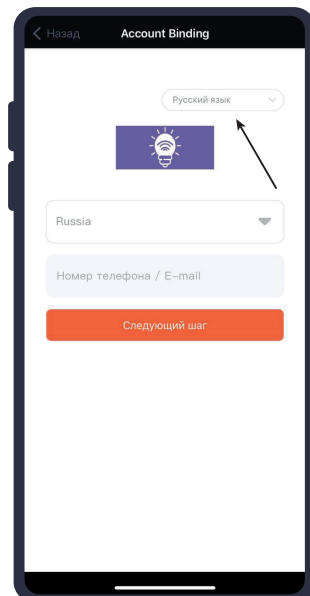 Назад Account Binding
Русский язык
Russia
Номер телефона / E-mail
Следующий шаг